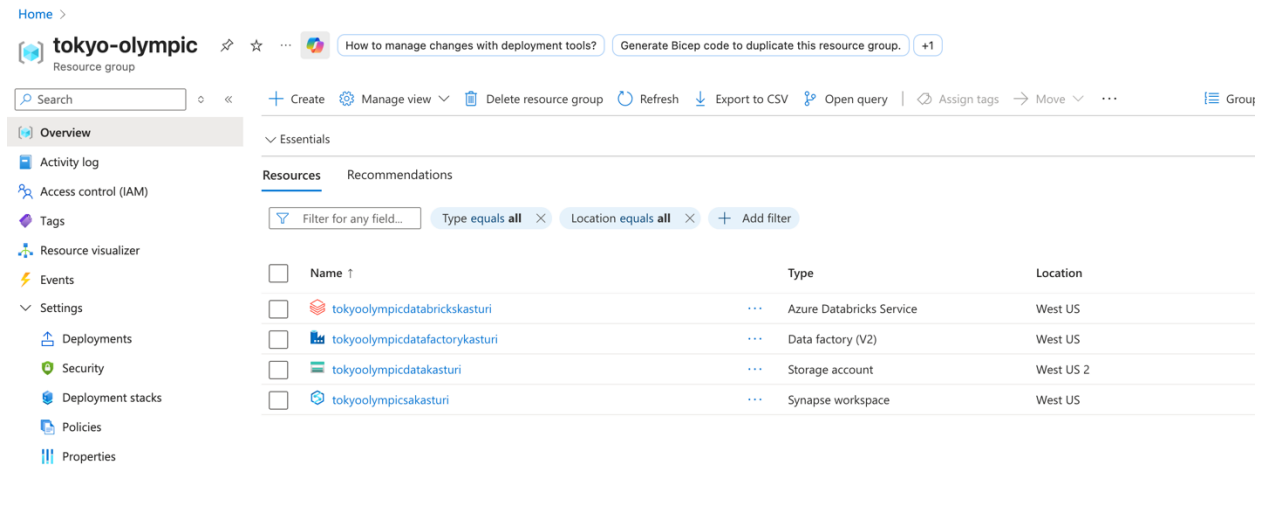 Home >
tokyo-olympic ... How to manage changes with deployment tools? Generate Bicep code to duplicate this resource group. +1
Resource group
Search « + Create Manage view Delete resource group Refresh Export to CSV Open query | Assign tags Move ...
Overview
Essentials
Activity log
Resources Recommendations
Access control (IAM)
Tags
Filter for any field... Type equals all × Location equals all × + Add filter
Resource visualizer
Events
Name ↑ Type Location
Settings
tokyoolympicdatabrickskasturi ... Azure Databricks Service West US
Deployments
tokyoolympicdatafactorykasturi ... Data factory (V2) West US
Security
tokyoolympicdatakasturi ... Storage account West US 2
Deployment stacks
tokyoolympicsakasturi ... Synapse workspace West US
Policies
Properties